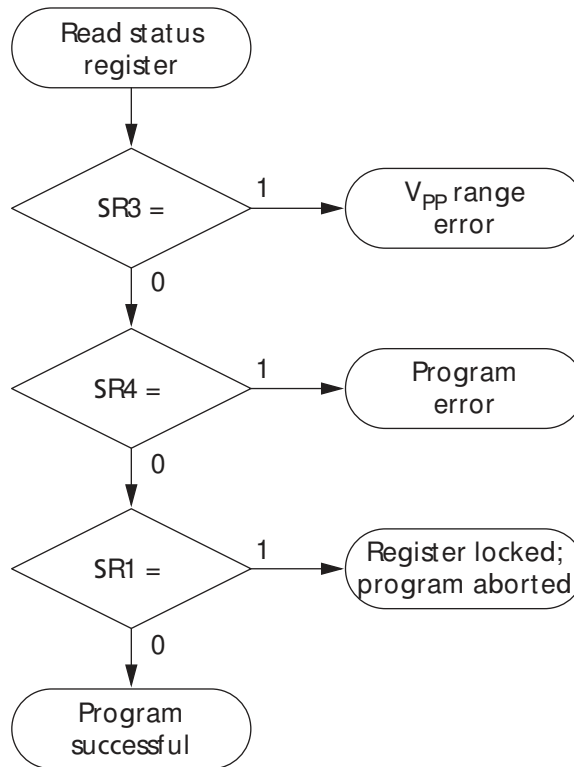 Read status
register
SR3 =
1
V_PP range
error
0
SR4 =
1
Program
error
0
SR1 =
1
Register locked;
program aborted
0
Program
successful